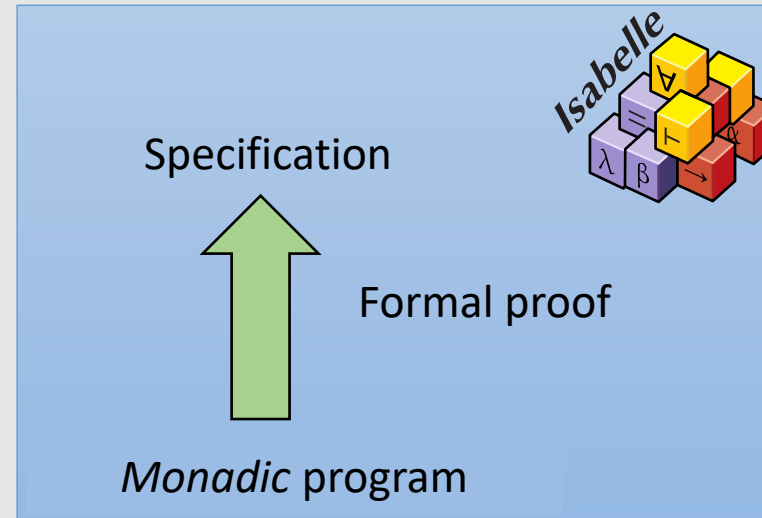 Isabelle
∀
=
α
⊢
λ
β
→
Specification
Formal proof
Monadic program